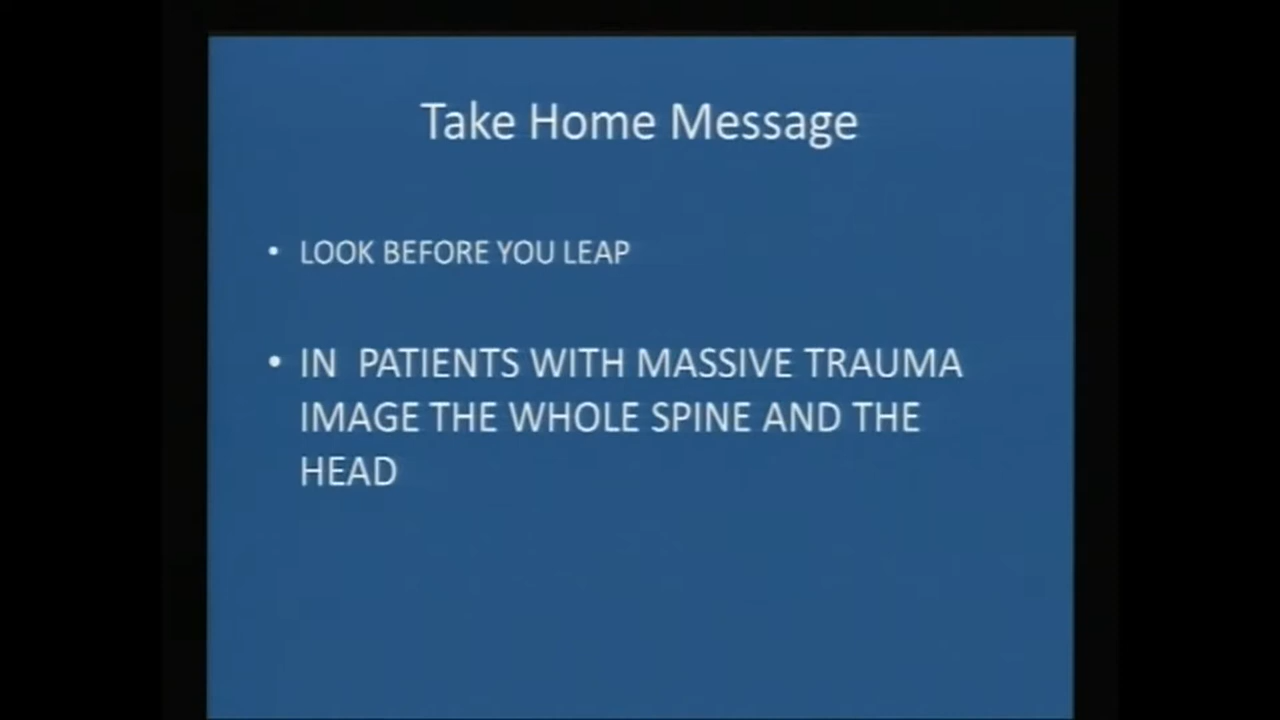 Take Home Message
• LOOK BEFORE YOU LEAP
• IN  PATIENTS WITH MASSIVE TRAUMA
IMAGE THE WHOLE SPINE AND THE
HEAD